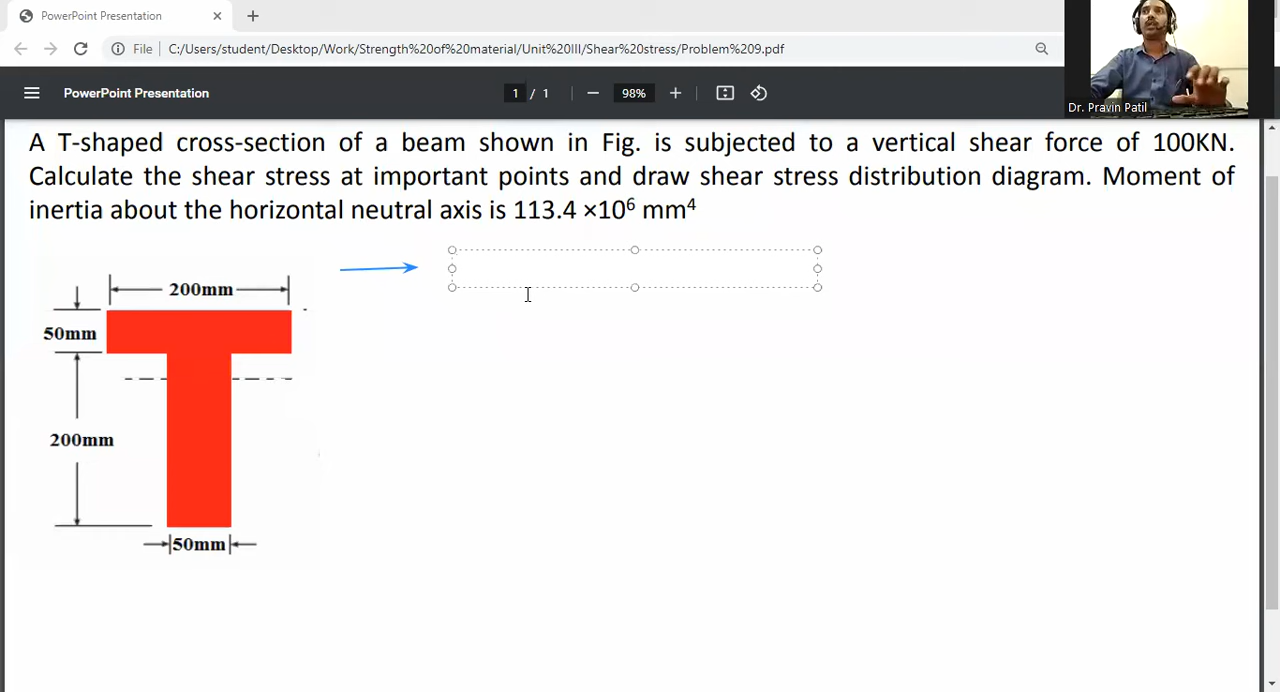 PowerPoint Presentation
File
C:/Users/student/Desktop/Work/Strength%20of%20material/Unit%20III/Shear%20stress/Problem%209.pdf
PowerPoint Presentation
1 / 1
98%
Dr. Pravin Patil
A T-shaped cross-section of a beam shown in Fig. is subjected to a vertical shear force of 100KN.
Calculate the shear stress at important points and draw shear stress distribution diagram. Moment of
inertia about the horizontal neutral axis is 113.4 ×10⁶ mm⁴
200mm
50mm
200mm
50mm